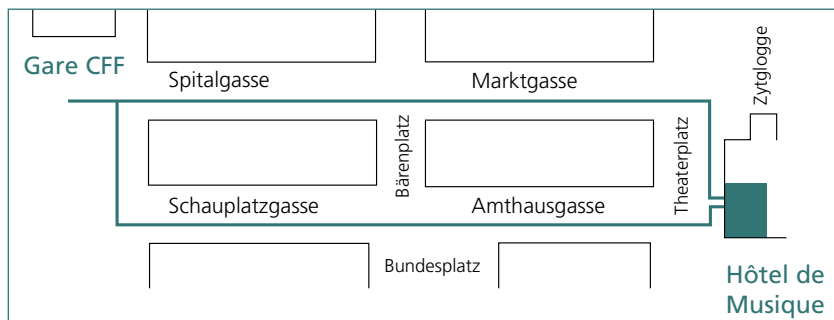 Gare CFF
Spitalgasse
Marktgasse
Zytglogge
Bärenplatz
Theaterplatz
Schauplatzgasse
Amthausgasse
Bundesplatz
Hôtel de
Musique